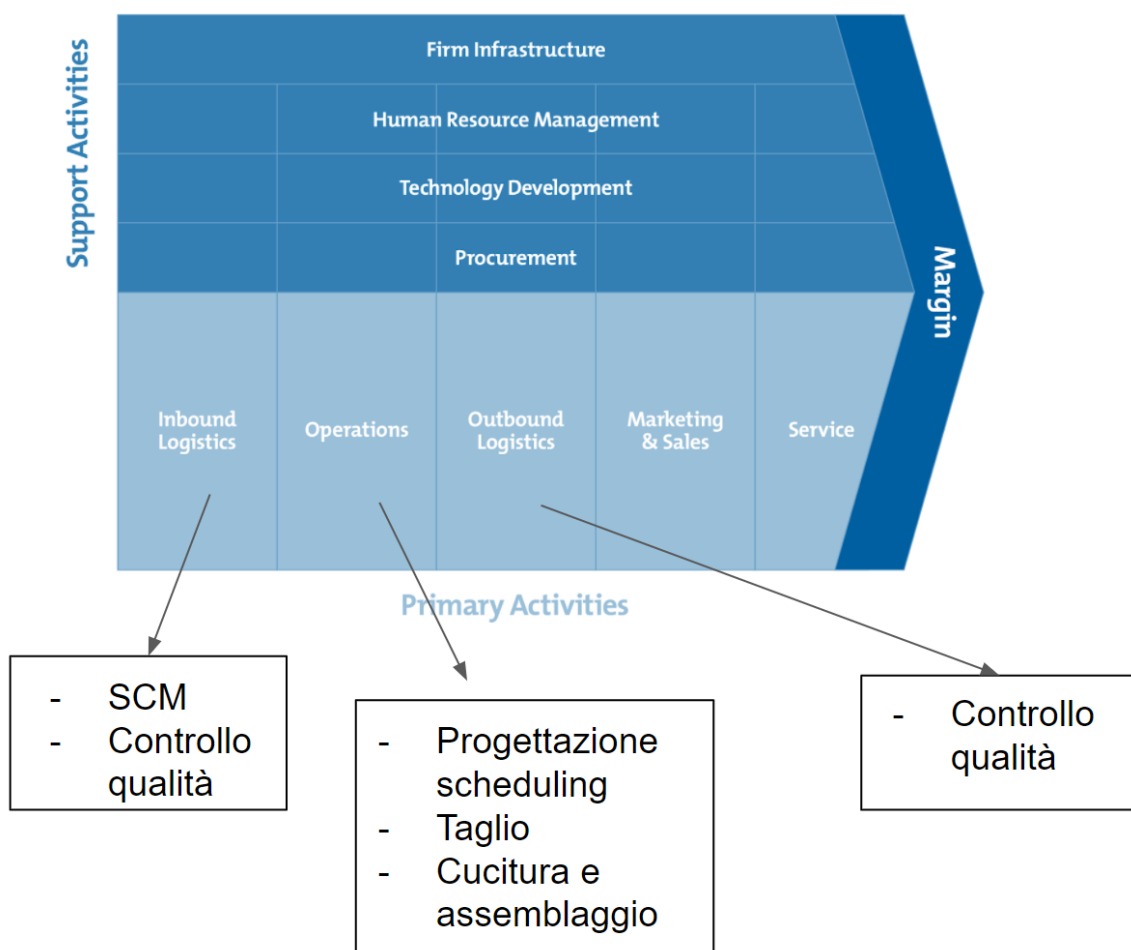 Support Activities
Firm Infrastructure
Human Resource Management
Technology Development
Procurement
Margin
Inbound
Logistics
Operations
Outbound
Logistics
Marketing
& Sales
Service
Primary Activities
- SCM
- Controllo
qualità
- Progettazione
scheduling
- Taglio
- Cucitura e
assemblaggio
- Controllo
qualità